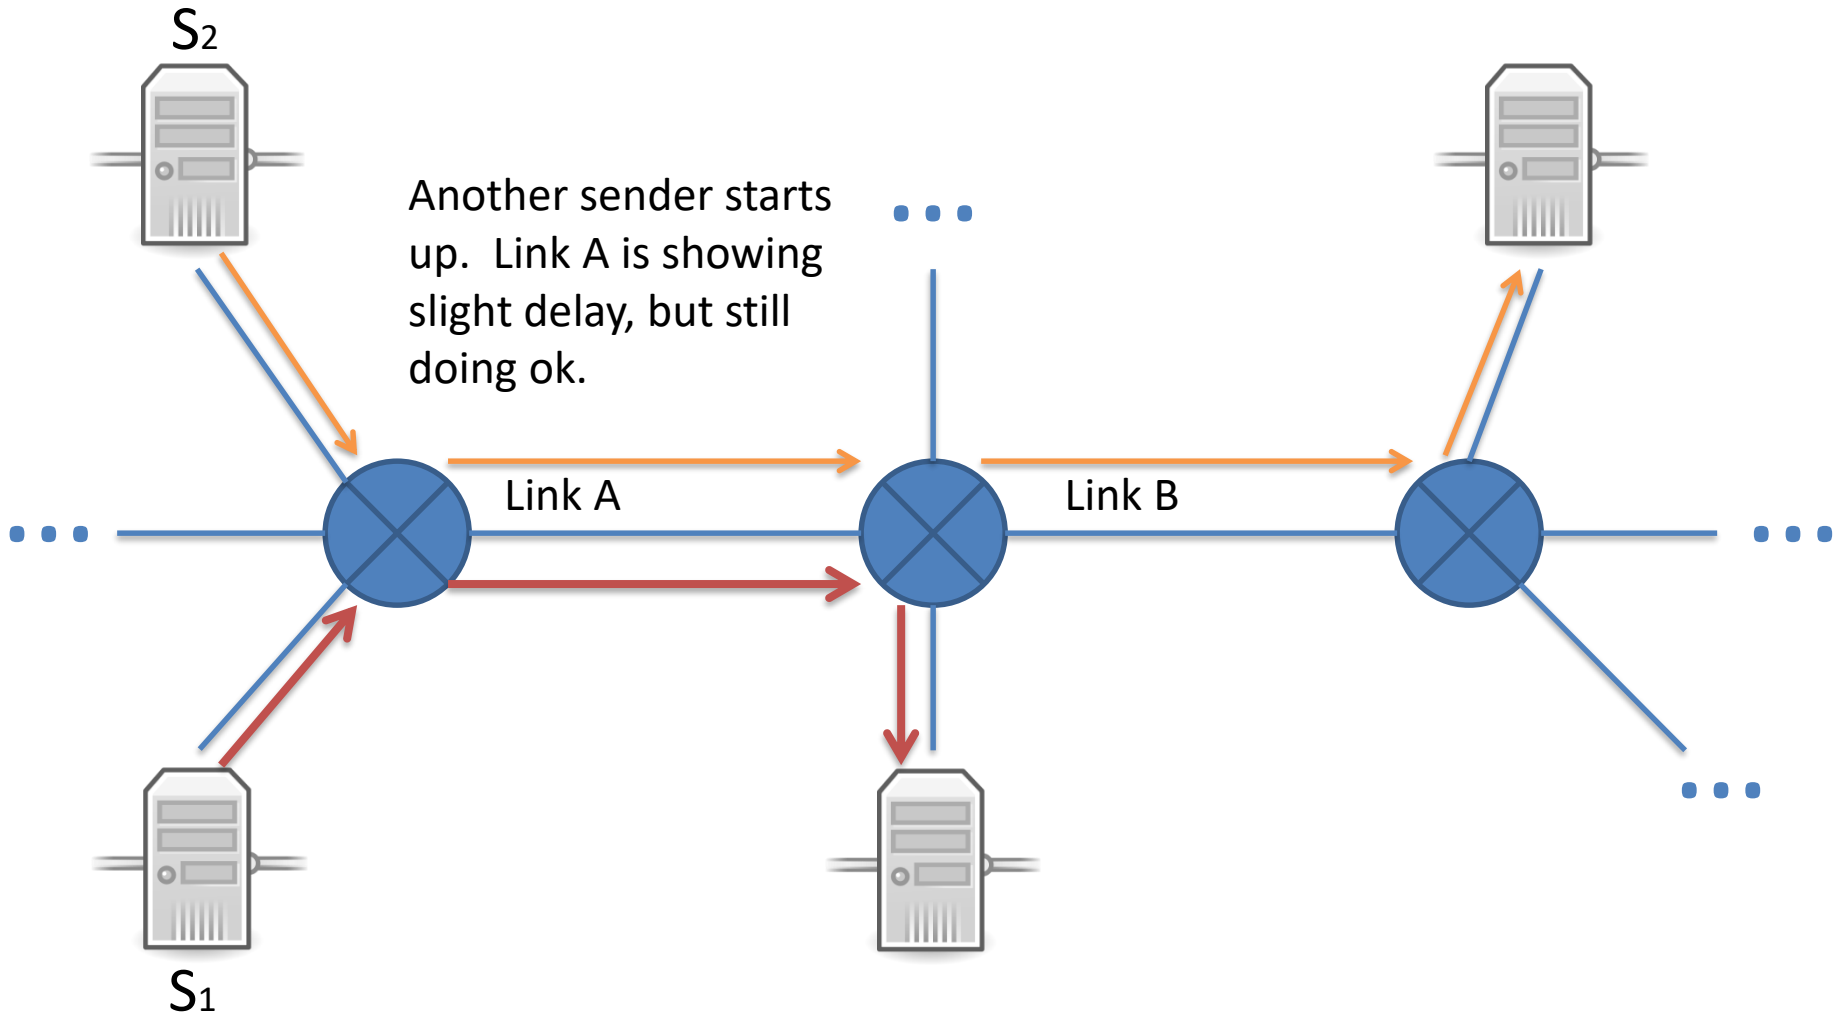 S2
Another sender starts
up.  Link A is showing
slight delay, but still
doing ok.
Link A
Link B
S1